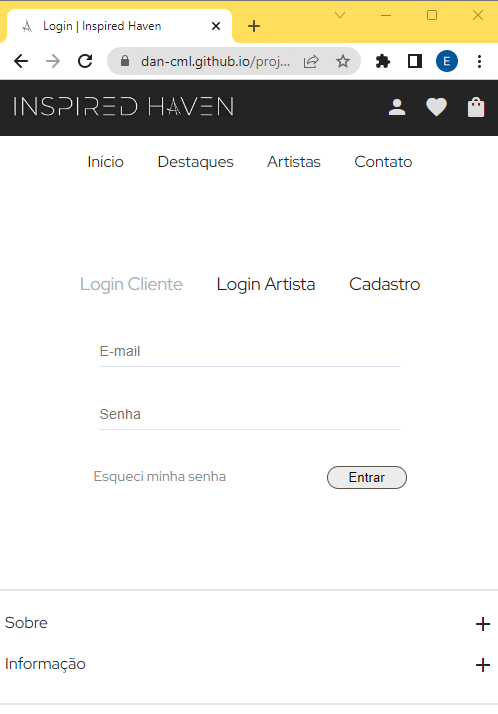 Login | Inspired Haven
dan-cml.github.io/proj...
E
INSPIRED HAVEN
Início Destaques Artistas Contato
Login Cliente Login Artista Cadastro
E-mail
Senha
Esqueci minha senha Entrar
Sobre
Informação